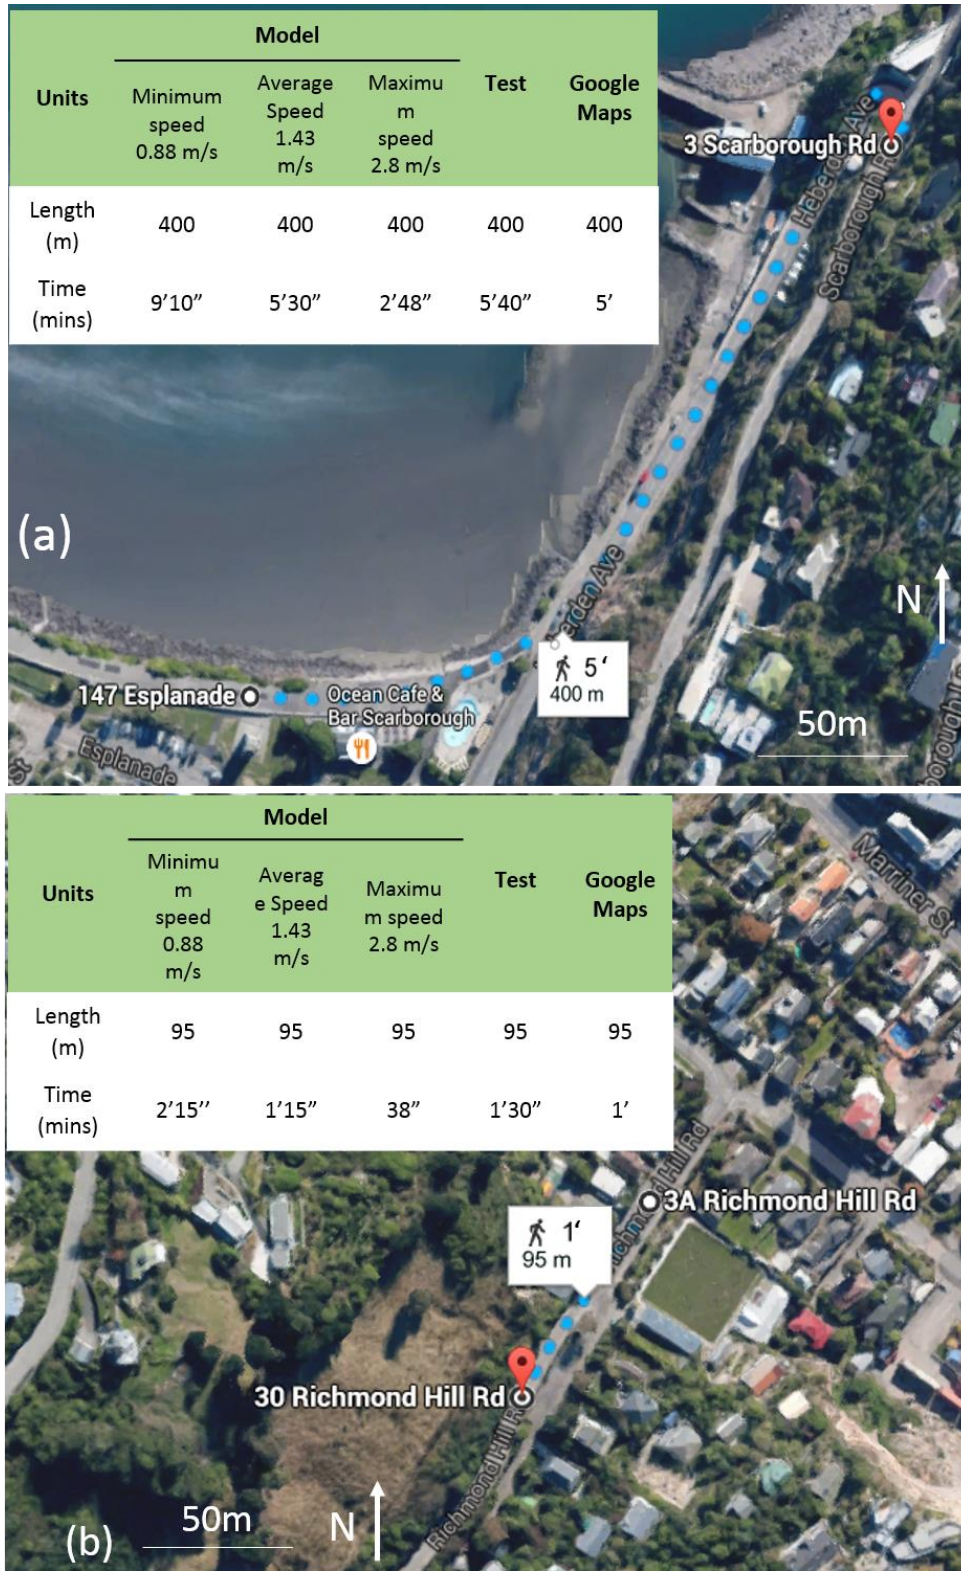 Model
Units
Minimum
speed
0.88 m/s
Average
Speed
1.43
m/s
Maximu
m
speed
2.8 m/s
Test
Google
Maps
Length
(m)
400
400
400
400
400
Time
(mins)
9'10”
5'30”
2'48”
5'40”
5'
3 Scarborough Rd
Heberden Ave
Scarborough R
(a)
berden Ave
N
5'
400 m
147 Esplanade
Ocean Cafe &
Bar Scarborough
Esplanade
St
50m
borough
Model
Units
Minimu
m
speed
0.88
m/s
Averag
e Speed
1.43
m/s
Maximu
m speed
2.8 m/s
Test
Google
Maps
Marriner St
Length
(m)
95
95
95
95
95
Time
(mins)
2'15’’
1'15”
38”
1'30”
1'
Hill Rd
3A Richmond Hill Rd
1'
95 m
30 Richmond Hill Rd
Richmond Hill R
50m
N
(b)